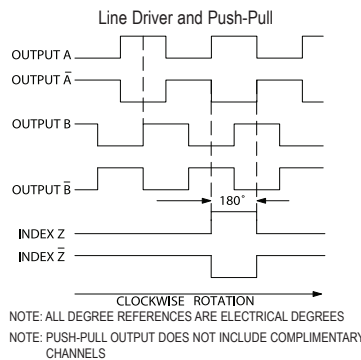 Line Driver and Push-Pull
OUTPUT A
OUTPUT A̅
OUTPUT B
OUTPUT B̅
180°
INDEX Z
INDEX Z̅
CLOCKWISE ROTATION
NOTE: ALL DEGREE REFERENCES ARE ELECTRICAL DEGREES
NOTE: PUSH-PULL OUTPUT DOES NOT INCLUDE COMPLIMENTARY
CHANNELS